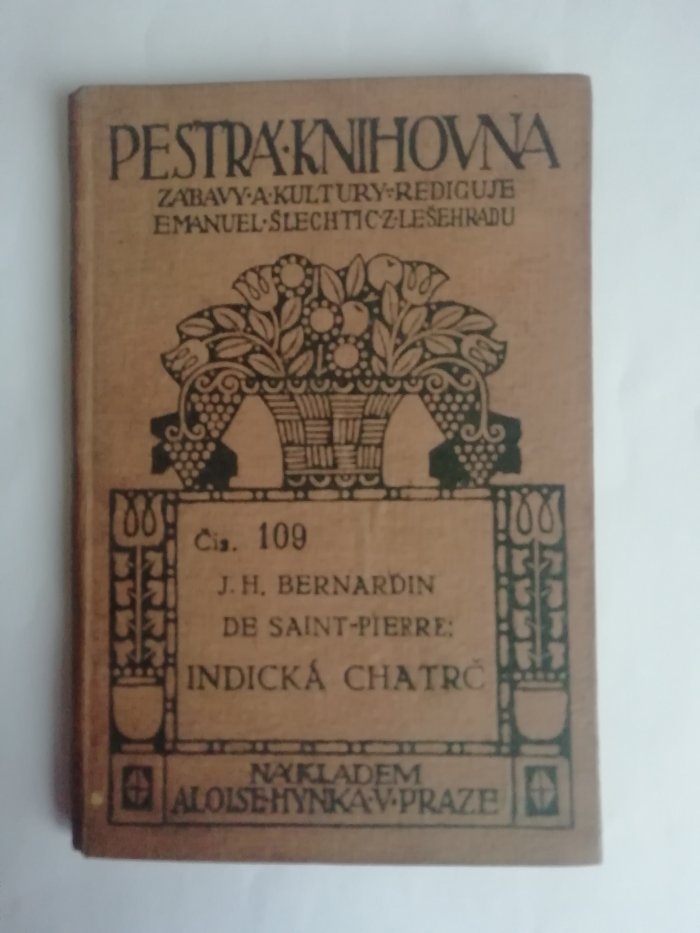 PESTRÁ·KNIHOVNA
ZÁBAVY·A·KULTURY·REDIGUJE
EMANUEL·ŠLECHTIC·Z·LEŠEHRADU
Čís. 109
J. H. BERNARDIN
DE SAINT-PIERRE:
INDICKÁ CHATRČ
NÁKLADEM
ALOISE·HYNKA·V·PRAZE